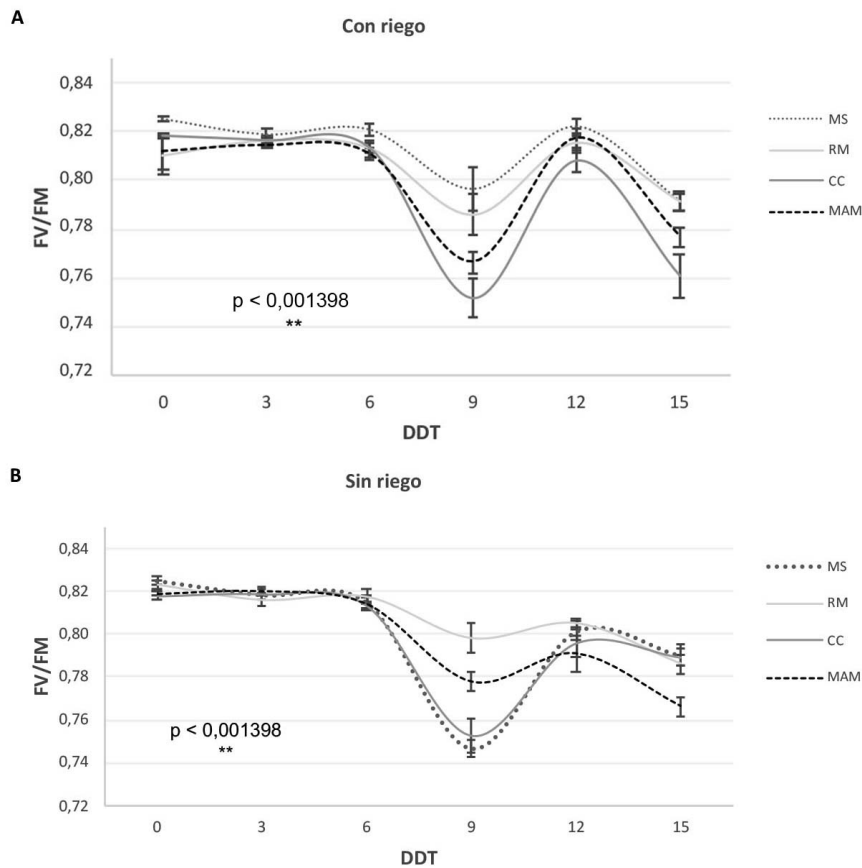 A
Con riego
FV/FM
0,84
0,82
0,80
0,78
0,76
0,74
0,72
p < 0,001398
**
0 3 6 9 12 15
DDT
MS
RM
CC
MAM
B
Sin riego
FV/FM
0,84
0,82
0,80
0,78
0,76
0,74
0,72
p < 0,001398
**
0 3 6 9 12 15
DDT
MS
RM
CC
MAM